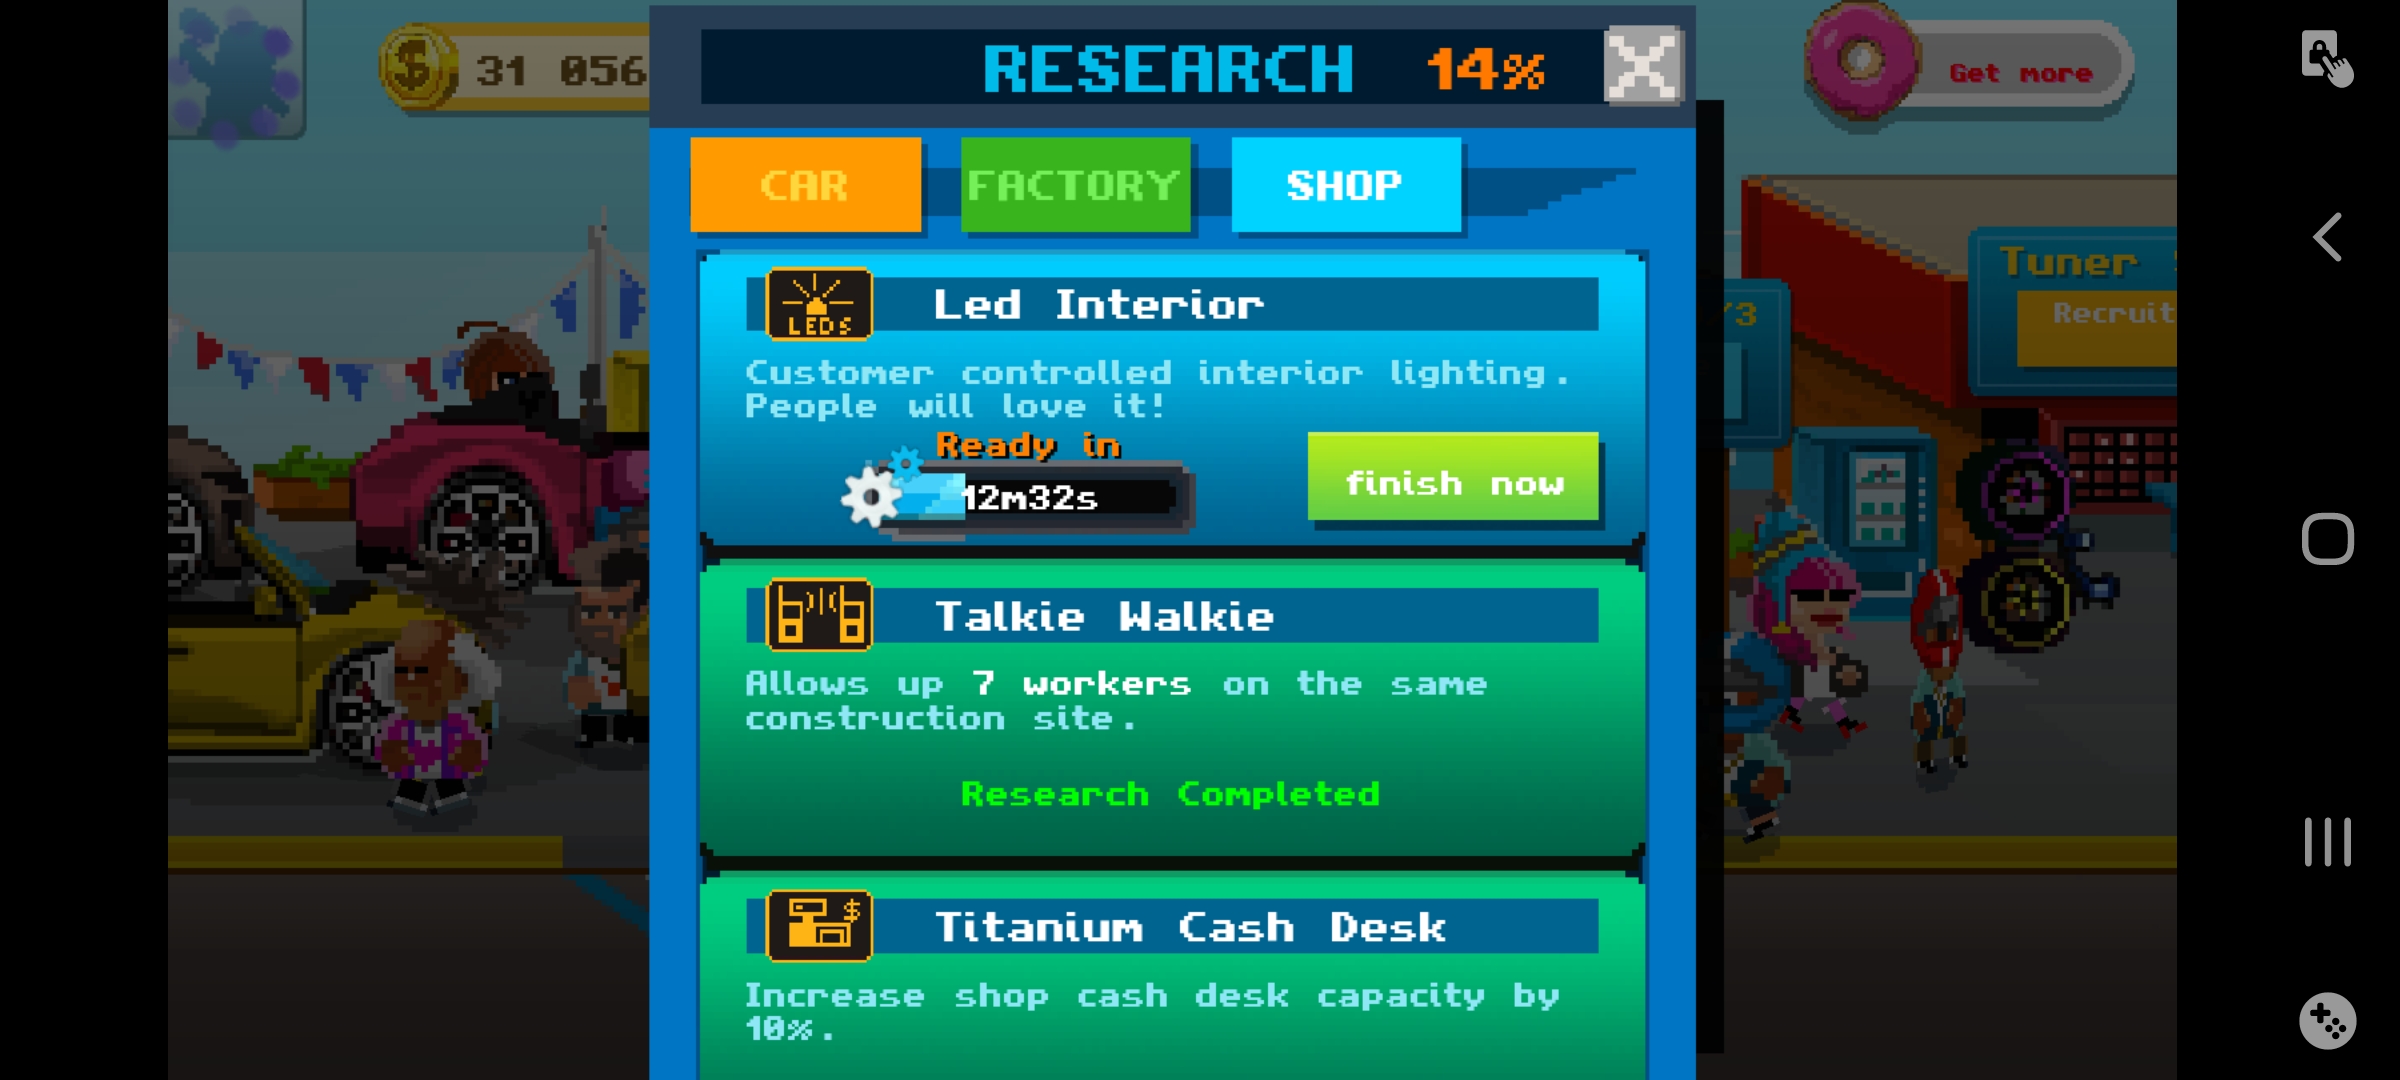 31 056
RESEARCH 14%
Get more
CAR FACTORY SHOP
LEDS
Led Interior
Customer controlled interior lighting.
People will love it!
Ready in
12m32s
finish now
Talkie Walkie
Allows up 7 workers on the same
construction site.
Research Completed
$
Titanium Cash Desk
Increase shop cash desk capacity by
10%.
Tuner
Recruit
/3